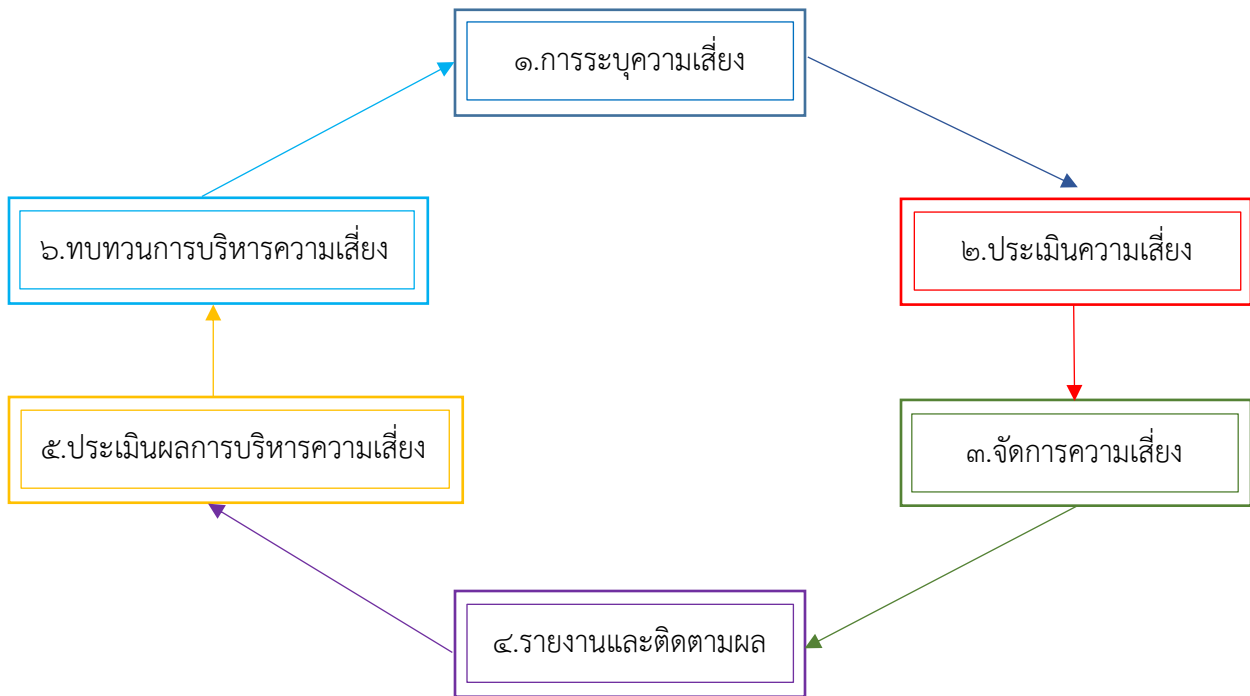 ๑.การระบุความเสี่ยง
๒.ประเมินความเสี่ยง
๓.จัดการความเสี่ยง
๔.รายงานและติดตามผล
๕.ประเมินผลการบริหารความเสี่ยง
๖.ทบทวนการบริหารความเสี่ยง